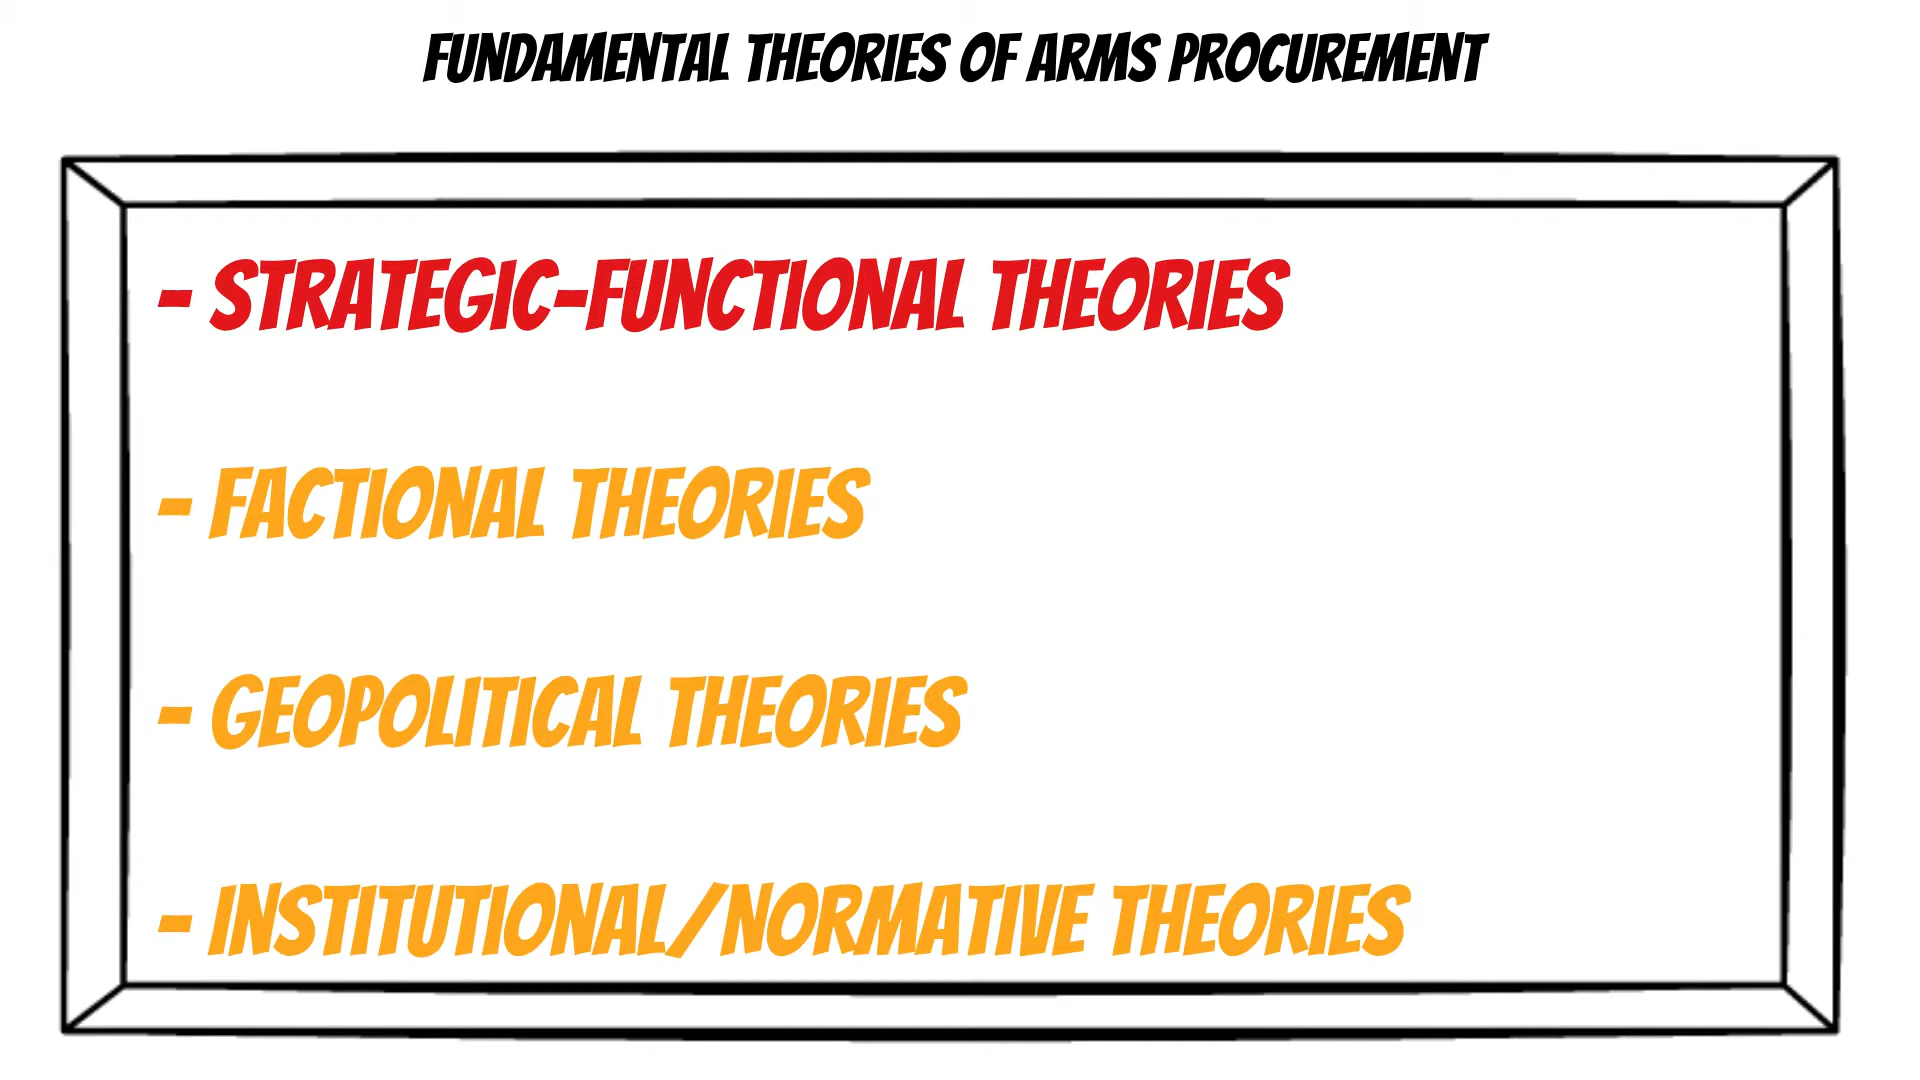 FUNDAMENTAL THEORIES OF ARMS PROCUREMENT
- STRATEGIC-FUNCTIONAL THEORIES
- FACTIONAL THEORIES
- GEOPOLITICAL THEORIES
- INSTITUTIONAL/NORMATIVE THEORIES